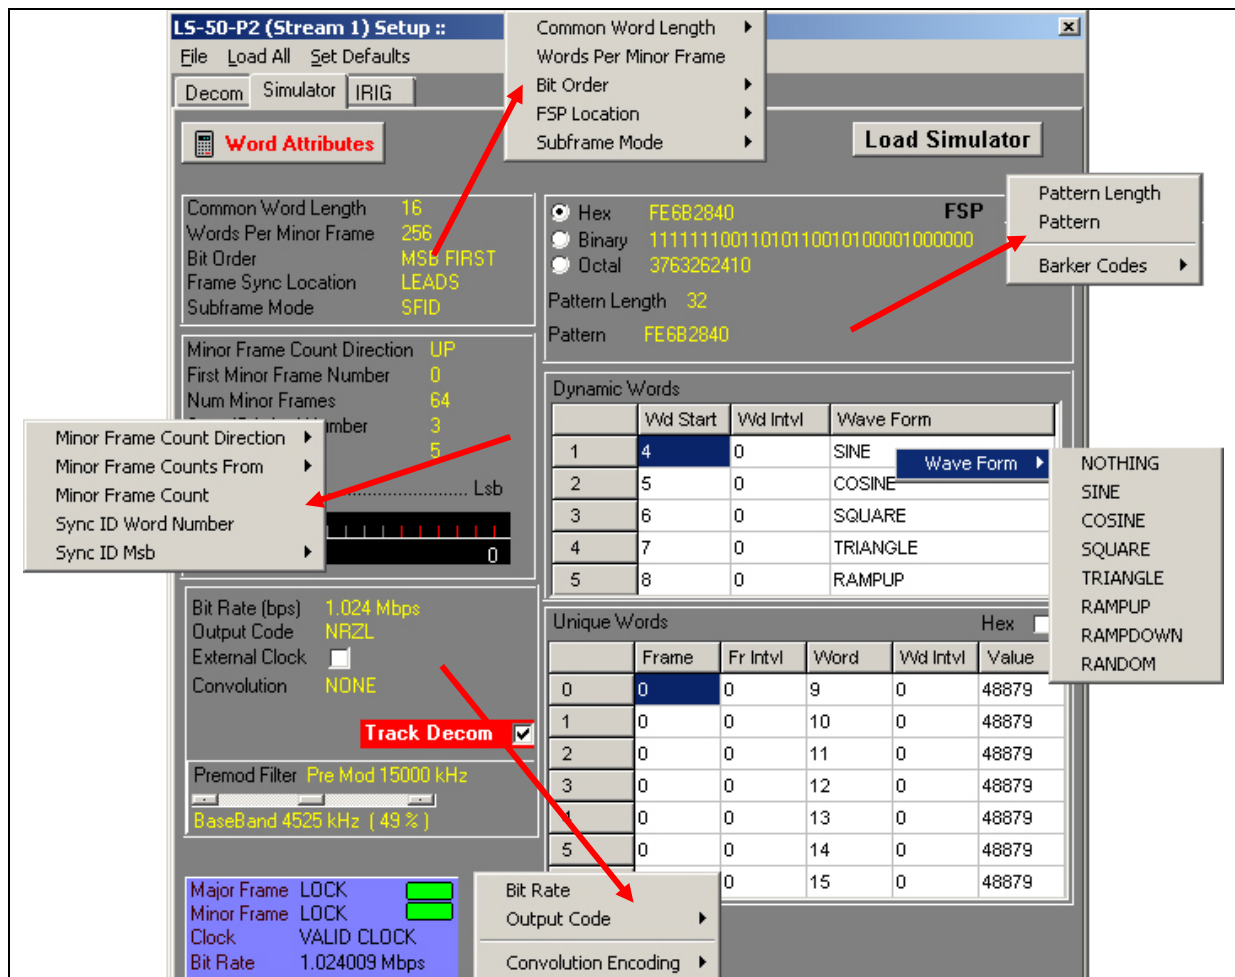 LS-50-P2 (Stream 1) Setup ::
File Load All Set Defaults
Decom Simulator IRIG
Common Word Length
Words Per Minor Frame
Bit Order
FSP Location
Subframe Mode
Word Attributes
Load Simulator
Common Word Length 16
Words Per Minor Frame 256
Bit Order MSB FIRST
Frame Sync Location LEADS
Subframe Mode SFID
Hex FE6B2840 FSP
Binary 11111110011010110010100001000000
Octal 3763262410
Pattern Length 32
Pattern FE6B2840
Pattern Length
Pattern
Barker Codes
Minor Frame Count Direction UP
First Minor Frame Number 0
Num Minor Frames 64
3
5
Lsb
0
Minor Frame Count Direction
Minor Frame Counts From
Minor Frame Count
Sync ID Word Number
Sync ID Msb
Dynamic Words
Wd Start Wd Intvl Wave Form
1 4 0 SINE
2 5 0 COSINE
3 6 0 SQUARE
4 7 0 TRIANGLE
5 8 0 RAMPUP
Wave Form
NOTHING
SINE
COSINE
SQUARE
TRIANGLE
RAMPUP
RAMPDOWN
RANDOM
Bit Rate (bps) 1.024 Mbps
Output Code NRZL
External Clock
Convolution NONE
Track Decom
Premod Filter Pre Mod 15000 kHz
BaseBand 4525 kHz ( 49 % )
Unique Words Hex
Frame Fr Intvl Word Wd Intvl Value
0 0 0 9 0 48879
1 0 0 10 0 48879
2 0 0 11 0 48879
3 0 0 12 0 48879
4 0 0 13 0 48879
5 0 0 14 0 48879
0 15 0 48879
Major Frame LOCK
Minor Frame LOCK
Clock VALID CLOCK
Bit Rate 1.024009 Mbps
Bit Rate
Output Code
Convolution Encoding